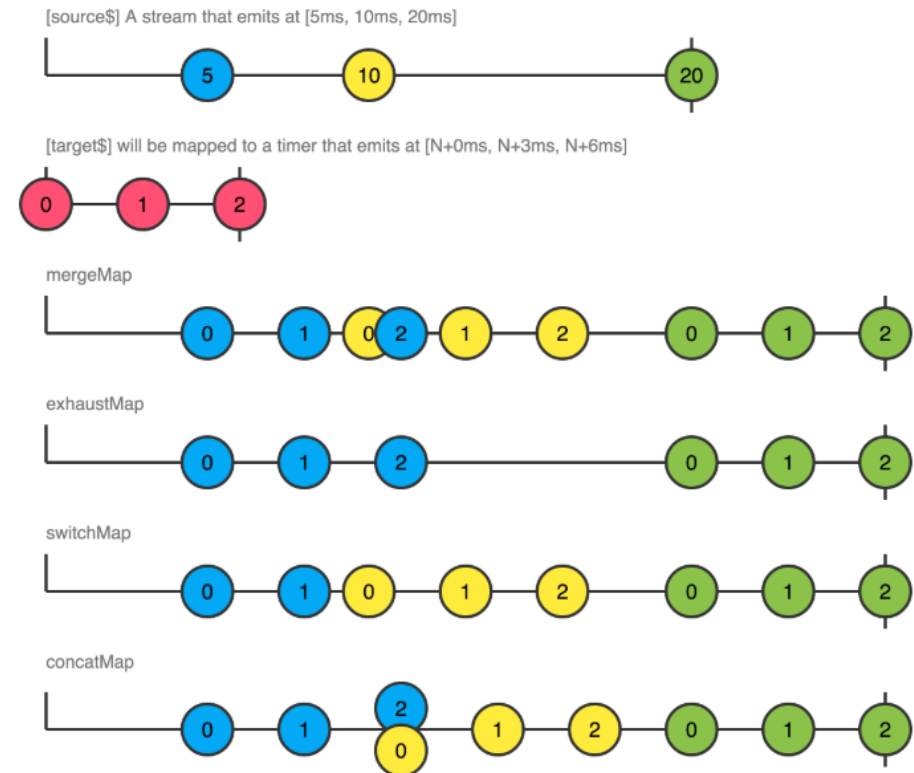 [source$] A stream that emits at [5ms, 10ms, 20ms]
5 10 20
[target$] will be mapped to a timer that emits at [N+0ms, N+3ms, N+6ms]
0 1 2
mergeMap
0 1 0 2 1 2 0 1 2
exhaustMap
0 1 2 0 1 2
switchMap
0 1 0 1 2 0 1 2
concatMap
2
0 1 1 2 0 1 2
0